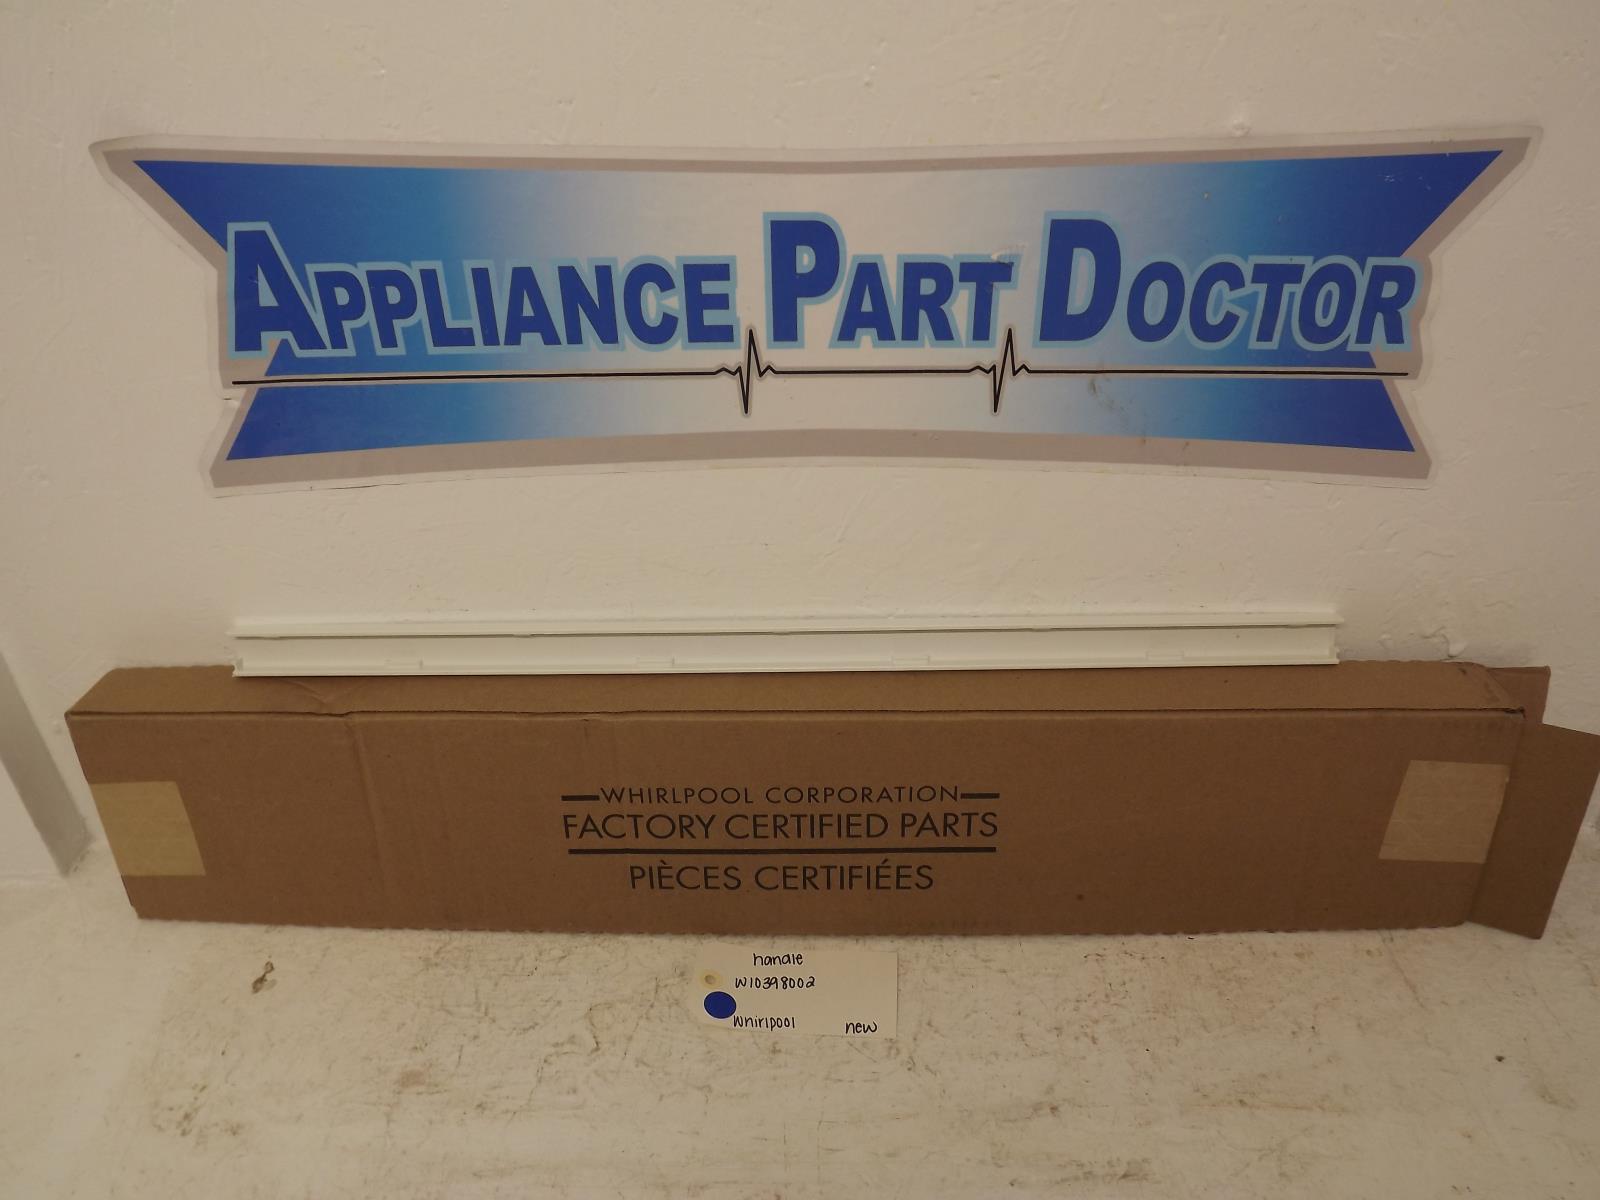 APPLIANCE PART DOCTOR
WHIRLPOOL CORPORATION
FACTORY CERTIFIED PARTS
PIÈCES CERTIFIÉES
handle
W10398002
Whirlpool new